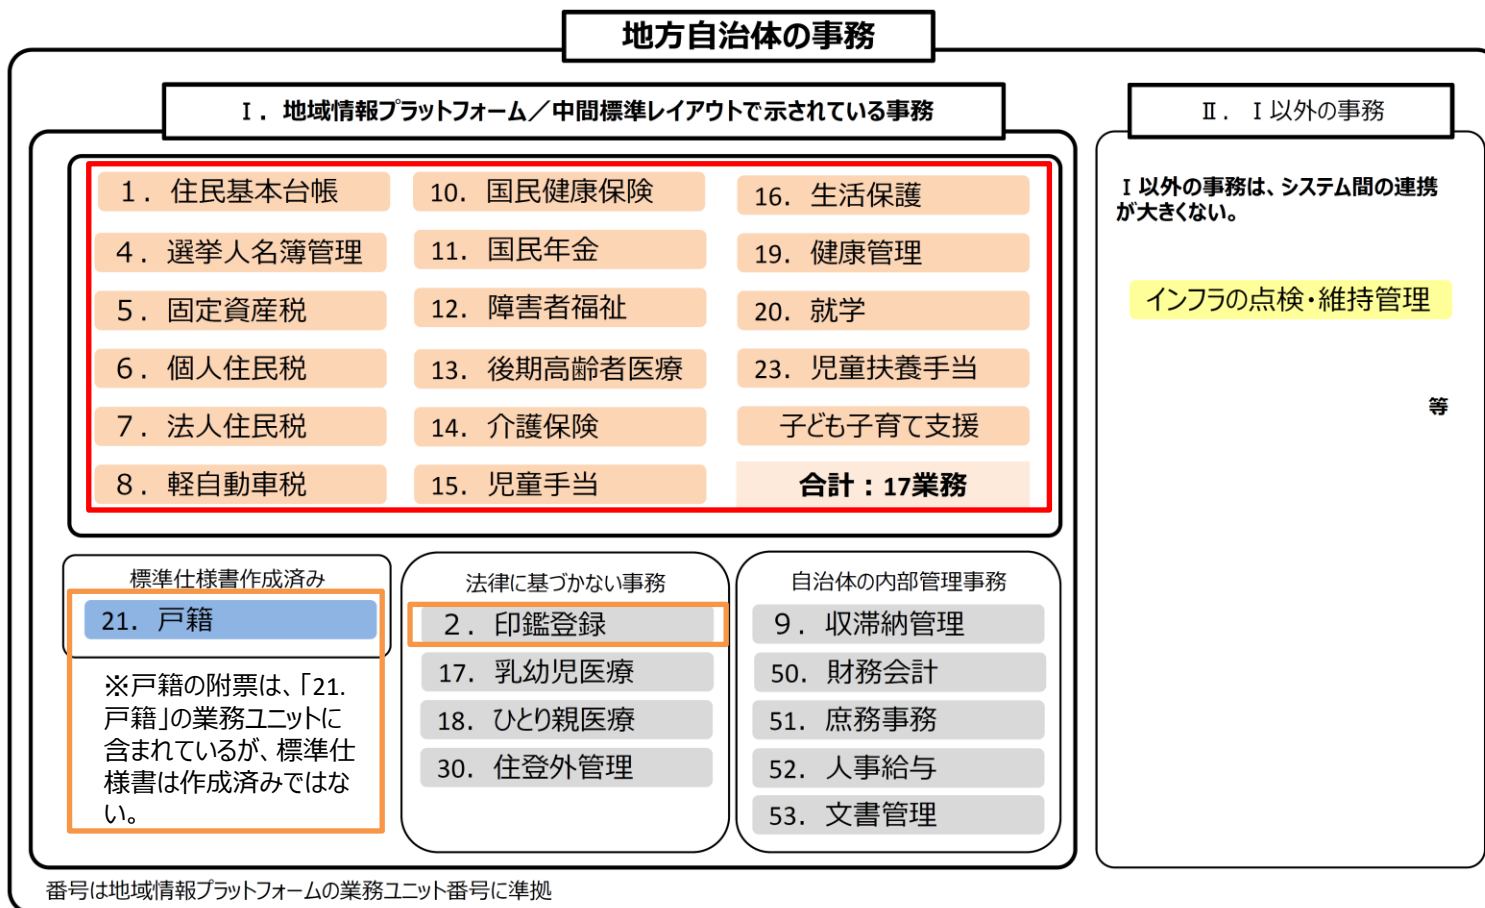 地方自治体の事務
Ⅰ．地域情報プラットフォーム／中間標準レイアウトで示されている事務
1．住民基本台帳
4．選挙人名簿管理
5．固定資産税
6．個人住民税
7．法人住民税
8．軽自動車税
10．国民健康保険
11．国民年金
12．障害者福祉
13．後期高齢者医療
14．介護保険
15．児童手当
16．生活保護
19．健康管理
20．就学
23．児童扶養手当
子ども子育て支援
合計：17業務
標準仕様書作成済み
21．戸籍
※戸籍の附票は、「21.
戸籍」の業務ユニットに
含まれているが、標準仕
様書は作成済みではな
い。
法律に基づかない事務
2．印鑑登録
17．乳幼児医療
18．ひとり親医療
30．住登外管理
自治体の内部管理事務
9．収滞納管理
50．財務会計
51．庶務事務
52．人事給与
53．文書管理
Ⅱ．Ⅰ以外の事務
Ⅰ以外の事務は、システム間の連携
が大きくない。
インフラの点検・維持管理
等
番号は地域情報プラットフォームの業務ユニット番号に準拠